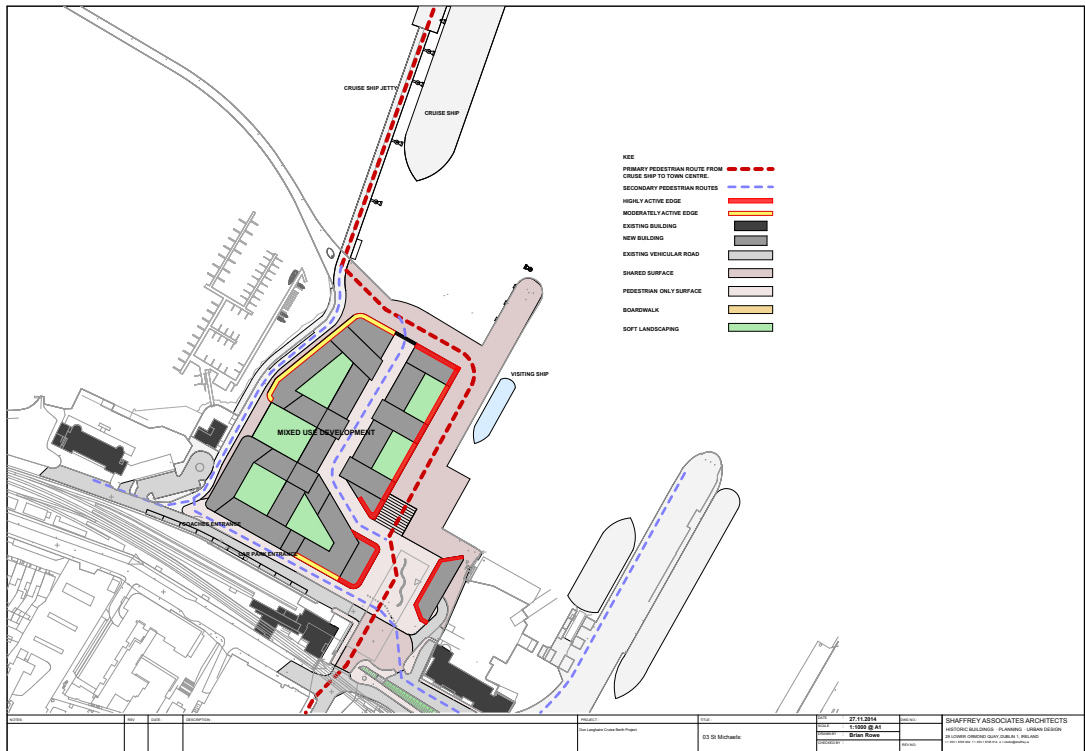 CRUISE SHIP JETTY
CRUISE SHIP
KEE
PRIMARY PEDESTRIAN ROUTE FROM
CRUSE SHIP TO TOWN CENTRE.
SECONDARY PEDESTRIAN ROUTES
HIGHLY ACTIVE EDGE
MODERATELY ACTIVE EDGE
EXISTING BUILDING
NEW BUILDING
EXISTING VEHICULAR ROAD
SHARED SURFACE
PEDESTRIAN ONLY SURFACE
BOARDWALK
SOFT LANDSCAPING
VISITING SHIP
MIXED USE DEVELOPMENT
COACHES ENTRANCE
CAR PARK ENTRANCE
NOTES:
REV:
DATE:
DESCRIPTION:
PROJECT:
Dun Laoghaire Cruise Berth Project
TITLE:
03 St Michaels
DATE 27.11.2014
SCALE 1:1000 @ A1
DRAWN BY Brian Rowe
CHECKED BY
DWG NO.:
REV NO.
SHAFFREY ASSOCIATES ARCHITECTS
HISTORIC BUILDINGS · PLANNING · URBAN DESIGN
29 LOWER ORMOND QUAY, DUBLIN 1, IRELAND